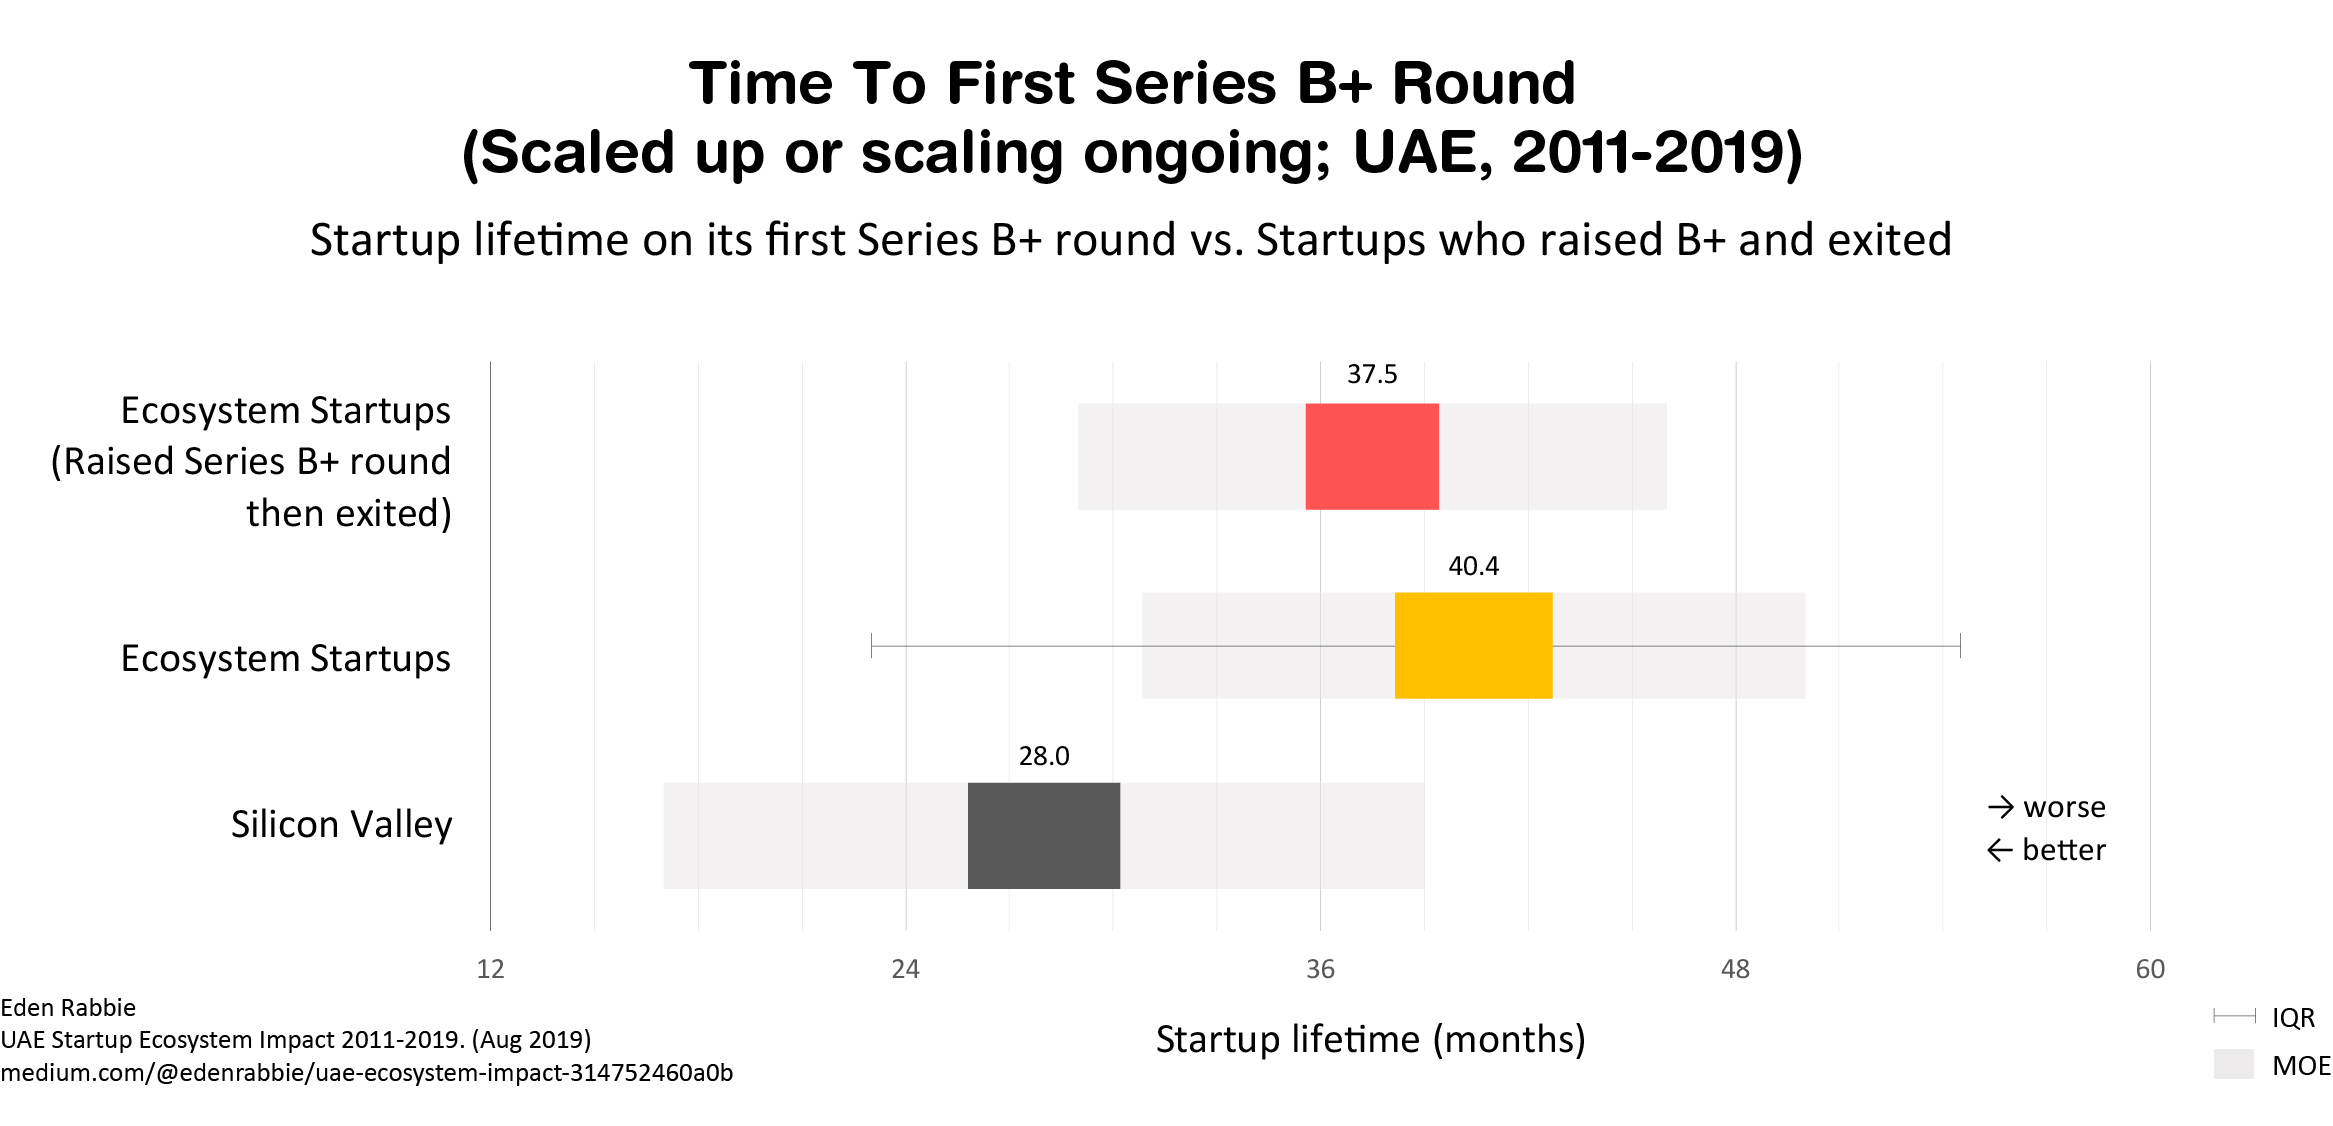 Time To First Series B+ Round
(Scaled up or scaling ongoing; UAE, 2011-2019)
Startup lifetime on its first Series B+ round vs. Startups who raised B+ and exited
37.5
Ecosystem Startups
(Raised Series B+ round
then exited)
40.4
Ecosystem Startups
28.0
Silicon Valley
→ worse
← better
12
24
36
48
60
Startup lifetime (months)
IQR
MOE
Eden Rabbie
UAE Startup Ecosystem Impact 2011-2019. (Aug 2019)
medium.com/@edenrabbie/uae-ecosystem-impact-314752460a0b